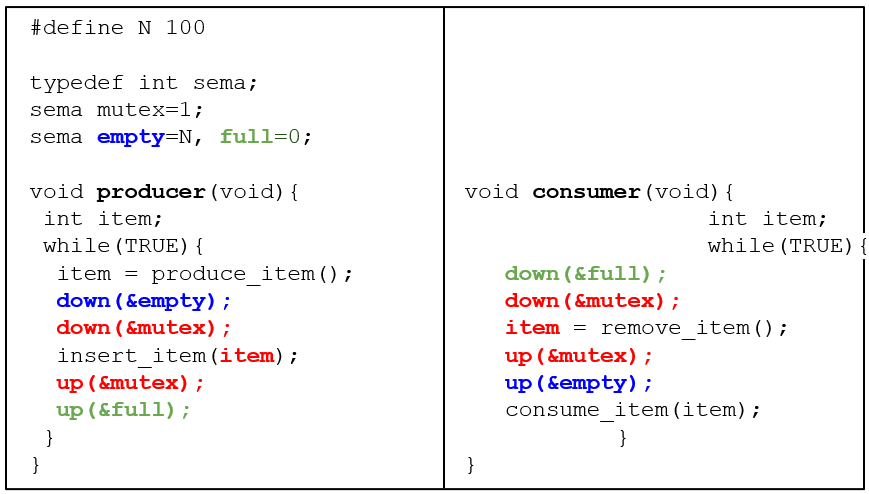 #define N 100
typedef int sema;
sema mutex=1;
sema empty=N, full=0;
void producer(void){
int item;
while(TRUE){
item = produce_item();
down(&empty);
down(&mutex);
insert_item(item);
up(&mutex);
up(&full);
}
}
void consumer(void){
int item;
while(TRUE){
down(&full);
down(&mutex);
item = remove_item();
up(&mutex);
up(&empty);
consume_item(item);
}
}